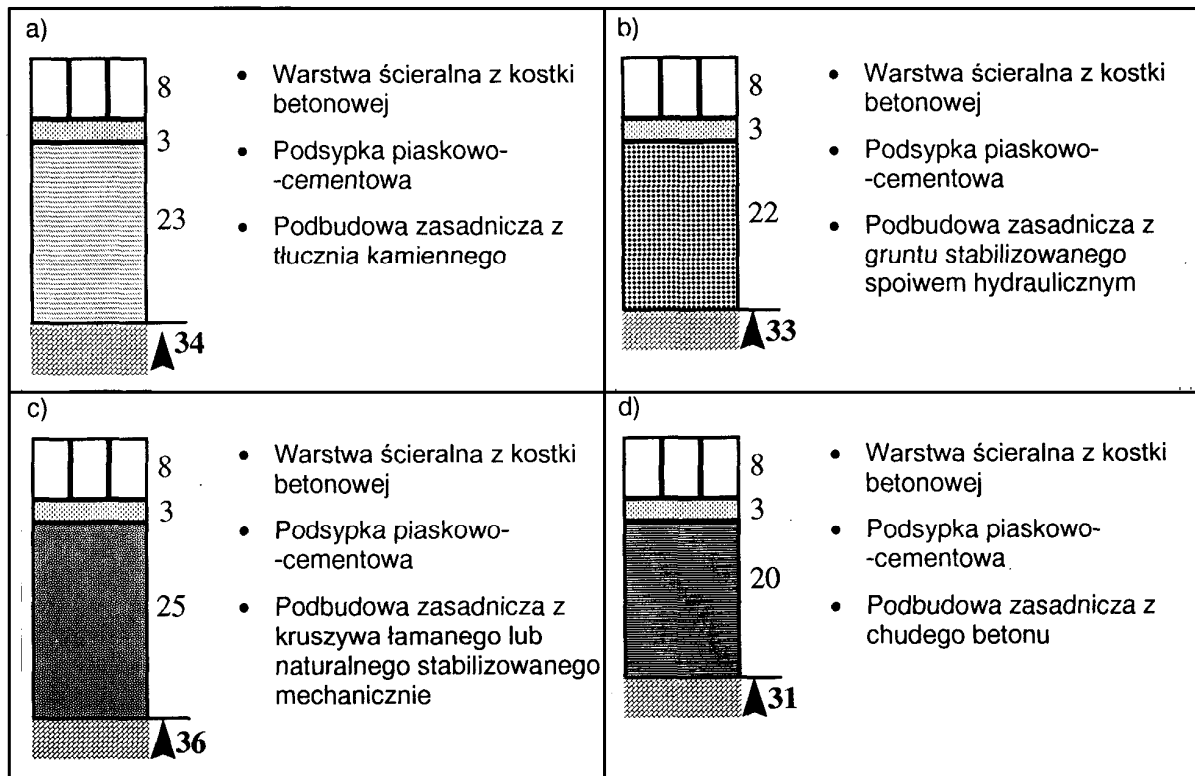 a)
8
3
23
34
• Warstwa ścieralna z kostki
betonowej
• Podsypka piaskowo-
-cementowa
• Podbudowa zasadnicza z
tłucznia kamiennego
b)
8
3
22
33
• Warstwa ścieralna z kostki
betonowej
• Podsypka piaskowo-
-cementowa
• Podbudowa zasadnicza z
gruntu stabilizowanego
spoiwem hydraulicznym
c)
8
3
25
36
• Warstwa ścieralna z kostki
betonowej
• Podsypka piaskowo-
-cementowa
• Podbudowa zasadnicza z
kruszywa łamanego lub
naturalnego stabilizowanego
mechanicznie
d)
8
3
20
31
• Warstwa ścieralna z kostki
betonowej
• Podsypka piaskowo-
-cementowa
• Podbudowa zasadnicza z
chudego betonu